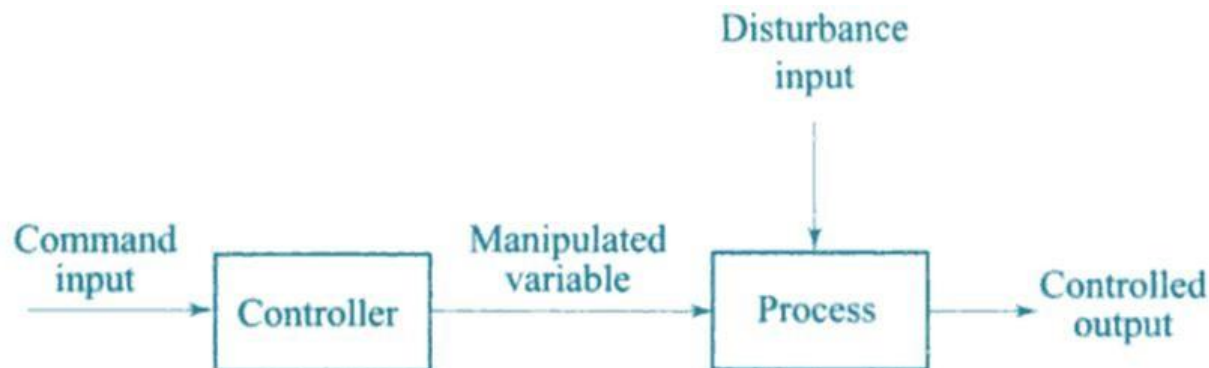 Disturbance
input
Command
input
Controller
Manipulated
variable
Process
Controlled
output